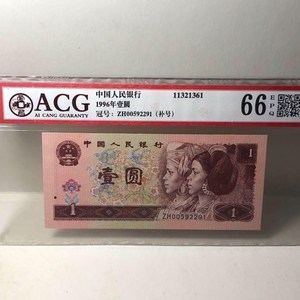 ACG
AI CANG GUARANTY
中国人民银行 11321361
1996年壹圆
冠号：ZH00592291（补号）
66 EPQ
中国人民银行
1
壹圆
1
ZH00592291
1